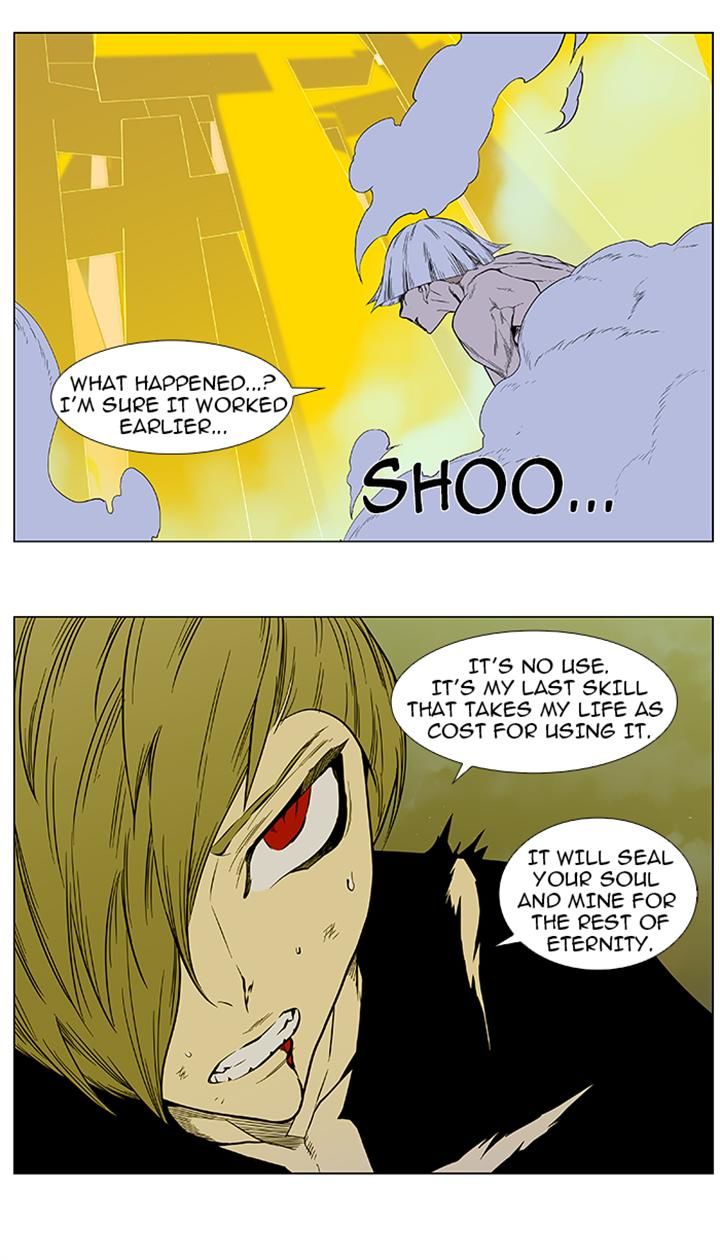 WHAT HAPPENED...?
I'M SURE IT WORKED
EARLIER...
SHOO...
IT'S NO USE.
IT'S MY LAST SKILL
THAT TAKES MY LIFE AS
COST FOR USING IT.
IT WILL SEAL
YOUR SOUL
AND MINE FOR
THE REST OF
ETERNITY.